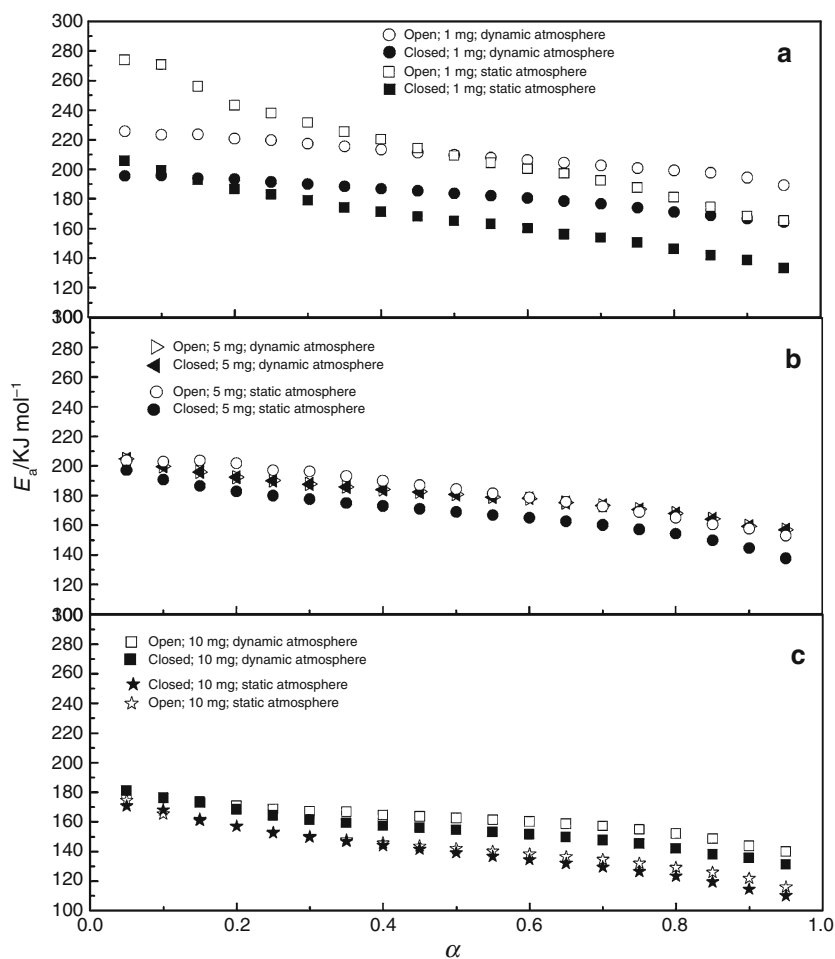 300
280
260
240
220
200
180
160
140
120
100
a
Open; 1 mg; dynamic atmosphere
Closed; 1 mg; dynamic atmosphere
Open; 1 mg; static atmosphere
Closed; 1 mg; static atmosphere
300
280
260
240
220
200
180
160
140
120
100
b
Open; 5 mg; dynamic atmosphere
Closed; 5 mg; dynamic atmosphere
Open; 5 mg; static atmosphere
Closed; 5 mg; static atmosphere
Ea/KJ mol−1
300
280
260
240
220
200
180
160
140
120
100
c
Open; 10 mg; dynamic atmosphere
Closed; 10 mg; dynamic atmosphere
Closed; 10 mg; static atmosphere
Open; 10 mg; static atmosphere
0.0 0.2 0.4 0.6 0.8 1.0
α